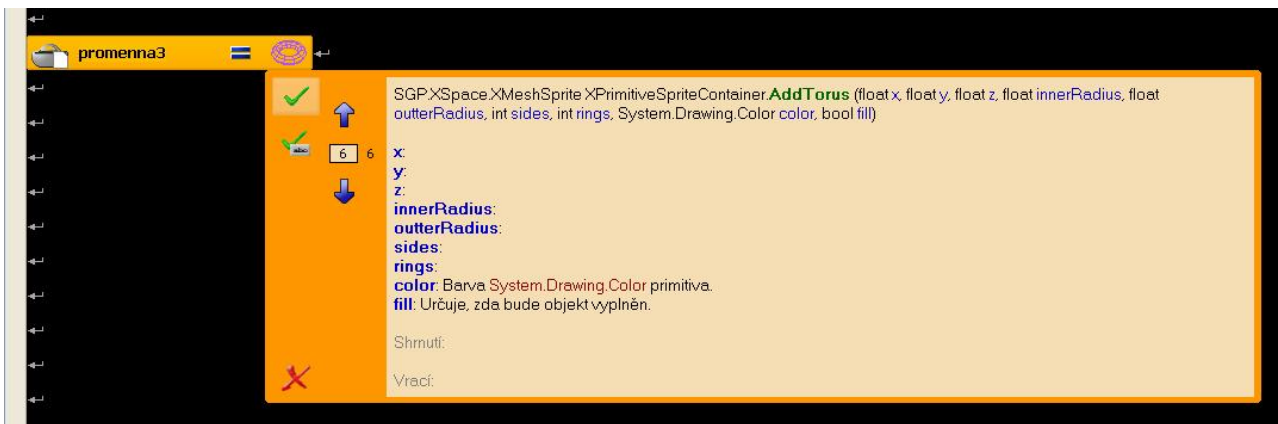 promenna3 =
SGP.XSpace.XMeshSprite XPrimitiveSpriteContainer.AddTorus (float x, float y, float z, float innerRadius, float
outterRadius, int sides, int rings, System.Drawing.Color color, bool fill)
6 6
x:
y:
z:
innerRadius:
outterRadius:
sides:
rings:
color: Barva System.Drawing.Color primitiva.
fill: Určuje, zda bude objekt vyplněn.
Shrnutí:
Vrací: